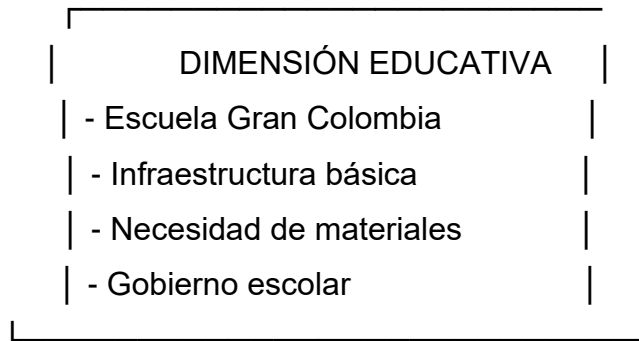 DIMENSIÓN EDUCATIVA
- Escuela Gran Colombia
- Infraestructura básica
- Necesidad de materiales
- Gobierno escolar